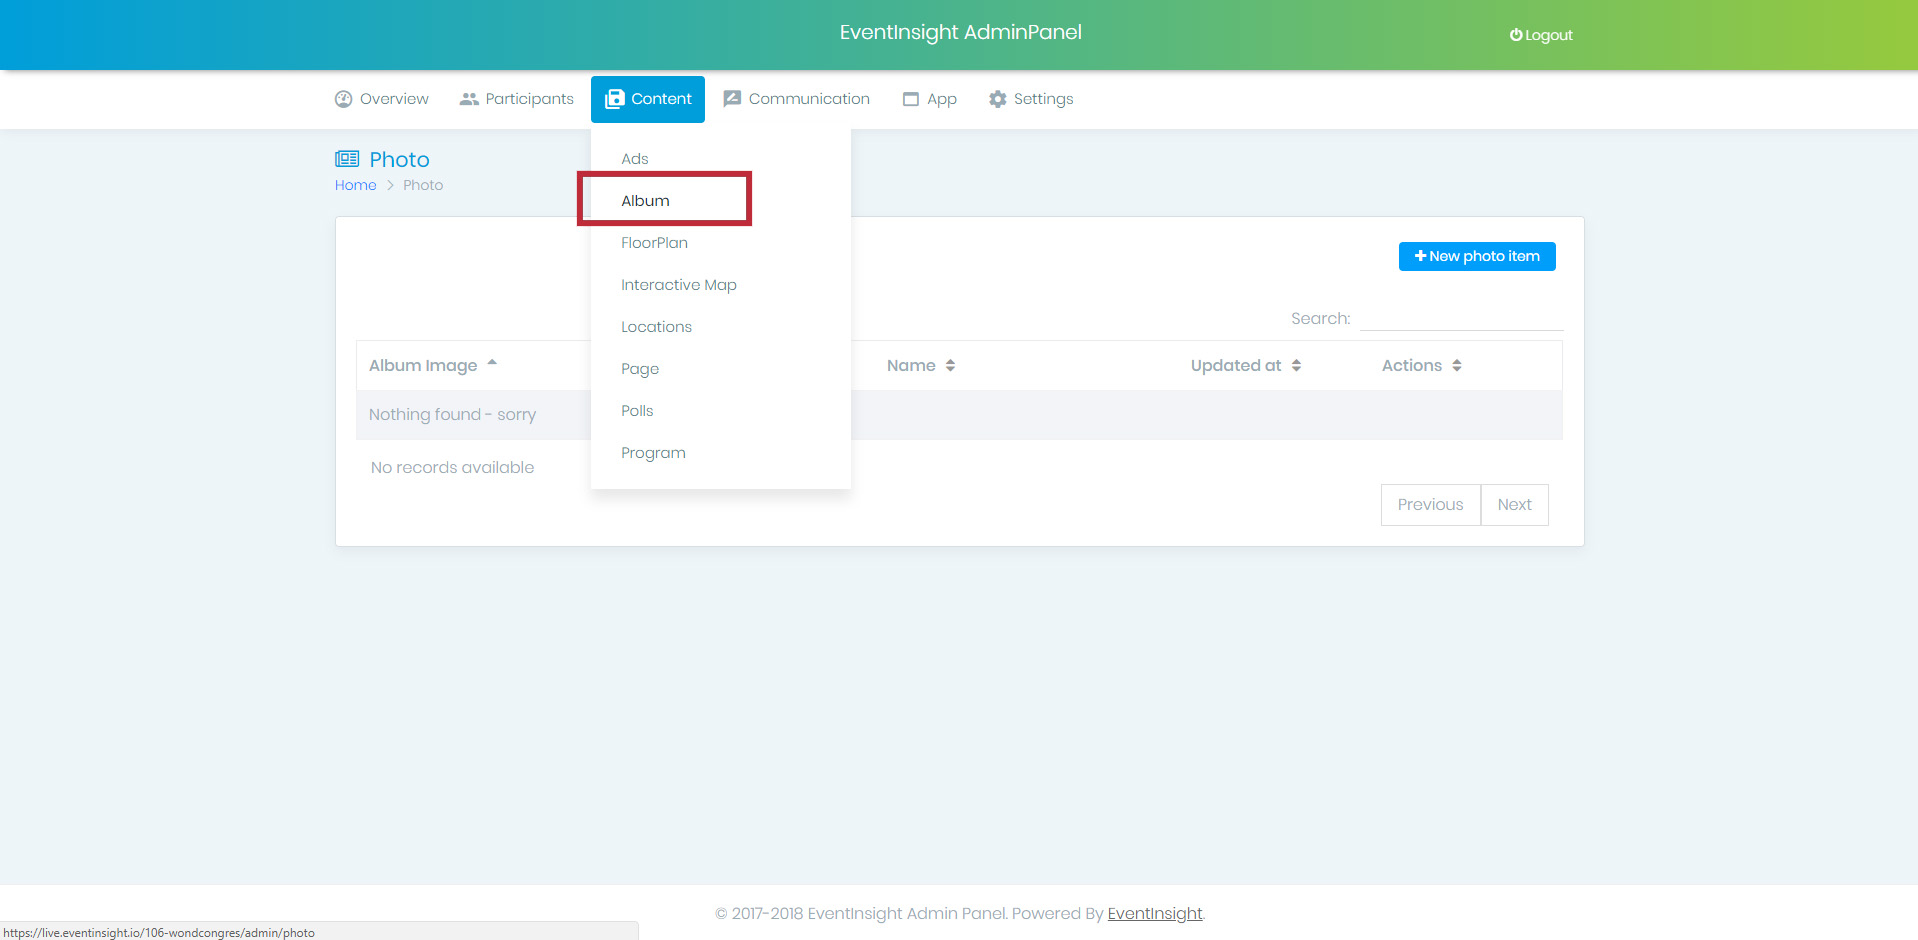 EventInsight AdminPanel
Logout
Overview
Participants
Content
Communication
App
Settings
Photo
Home > Photo
Ads
Album
FloorPlan
Interactive Map
Locations
Page
Polls
Program
+ New photo item
Search:
Album Image Name Updated at Actions
Nothing found - sorry
No records available
Previous Next
© 2017-2018 EventInsight Admin Panel. Powered By EventInsight.
https://live.eventinsight.io/106-wondcongres/admin/photo